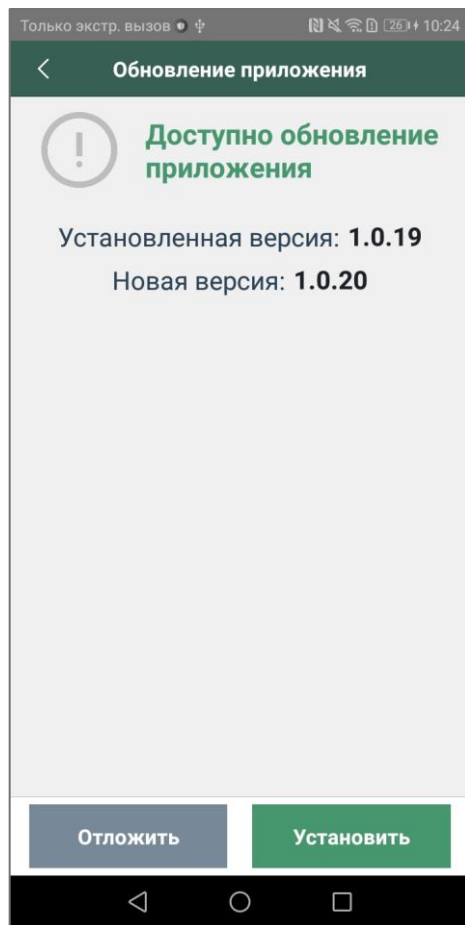 Только экстр. вызов 26 10:24
Обновление приложения
Доступно обновление
приложения
Установленная версия: 1.0.19
Новая версия: 1.0.20
Отложить Установить